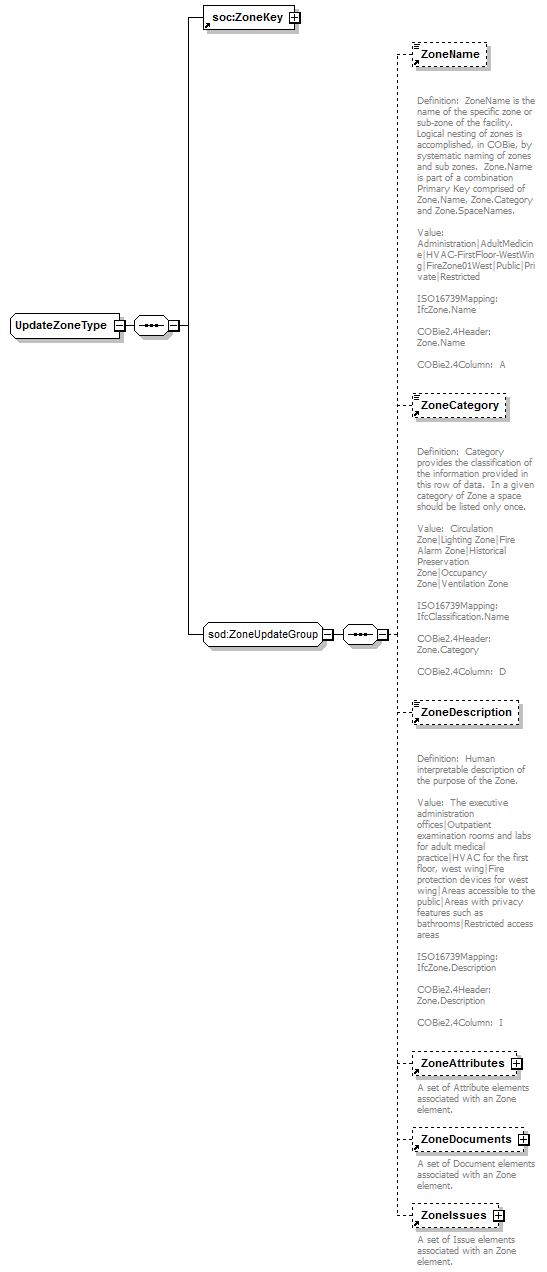 soc:ZoneKey
ZoneName
Definition:  ZoneName is the
name of the specific zone or
sub-zone of the facility.
Logical nesting of zones is
accomplished, in COBie, by
systematic naming of zones
and sub zones.  Zone.Name
is part of a combination
Primary Key comprised of
Zone.Name, Zone.Category
and Zone.SpaceNames.
Value:
Administration|AdultMedicin
e|HVAC-FirstFloor-WestWin
g|FireZone01West|Public|Pri
vate|Restricted
ISO16739Mapping:
IfcZone.Name
COBie2.4Header:
Zone.Name
COBie2.4Column:  A
UpdateZoneType
ZoneCategory
Definition:  Category
provides the classification of
the information provided in
this row of data.  In a given
category of Zone a space
should be listed only once.
Value:  Circulation
Zone|Lighting Zone|Fire
Alarm Zone|Historical
Preservation
Zone|Occupancy
Zone|Ventilation Zone
ISO16739Mapping:
IfcClassification.Name
COBie2.4Header:
Zone.Category
COBie2.4Column:  D
sod:ZoneUpdateGroup
ZoneDescription
Definition:  Human
interpretable description of
the purpose of the Zone.
Value:  The executive
administration
offices|Outpatient
examination rooms and labs
for adult medical
practice|HVAC for the first
floor, west wing|Fire
protection devices for west
wing|Areas accessible to the
public|Areas with privacy
features such as
bathrooms|Restricted access
areas
ISO16739Mapping:
IfcZone.Description
COBie2.4Header:
Zone.Description
COBie2.4Column:  I
ZoneAttributes
A set of Attribute elements
associated with an Zone
element.
ZoneDocuments
A set of Document elements
associated with an Zone
element.
ZoneIssues
A set of Issue elements
associated with an Zone
element.